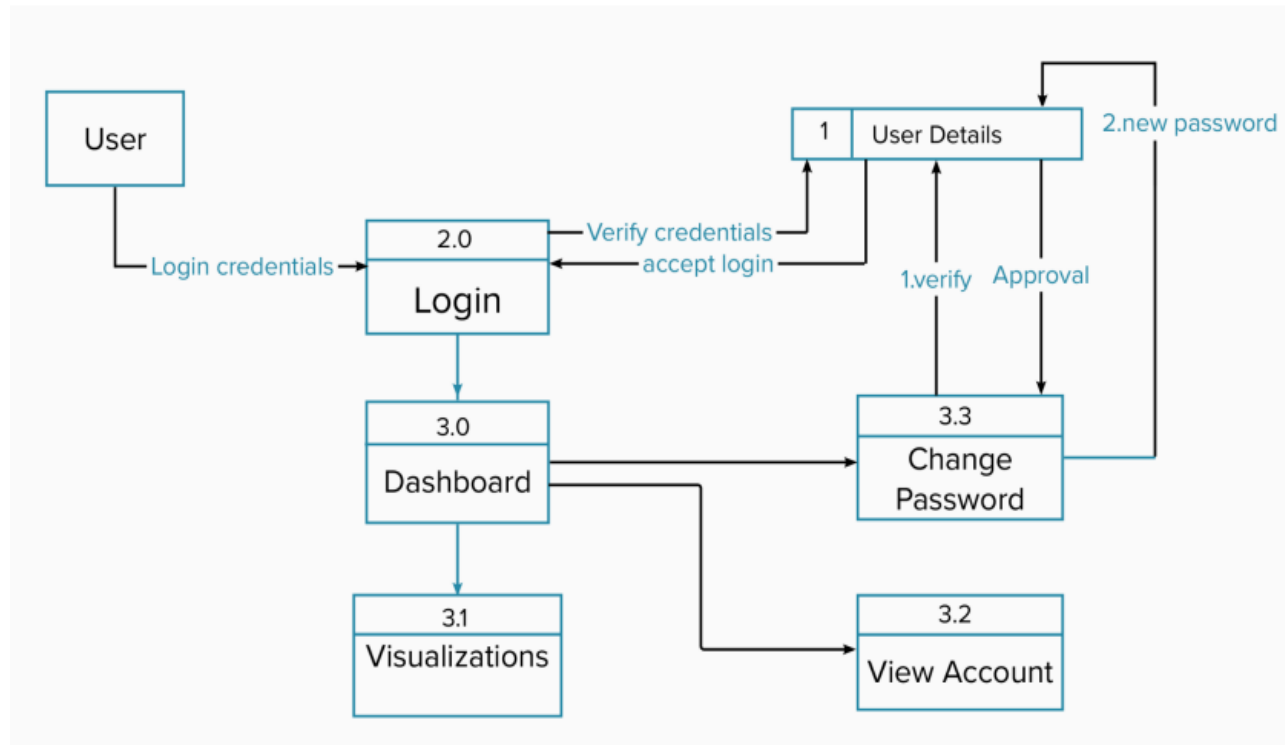 User
1
User Details
2.new password
2.0
Verify credentials
Login credentials
accept login
Login
1.verify
Approval
3.0
Dashboard
3.3
Change
Password
3.1
Visualizations
3.2
View Account